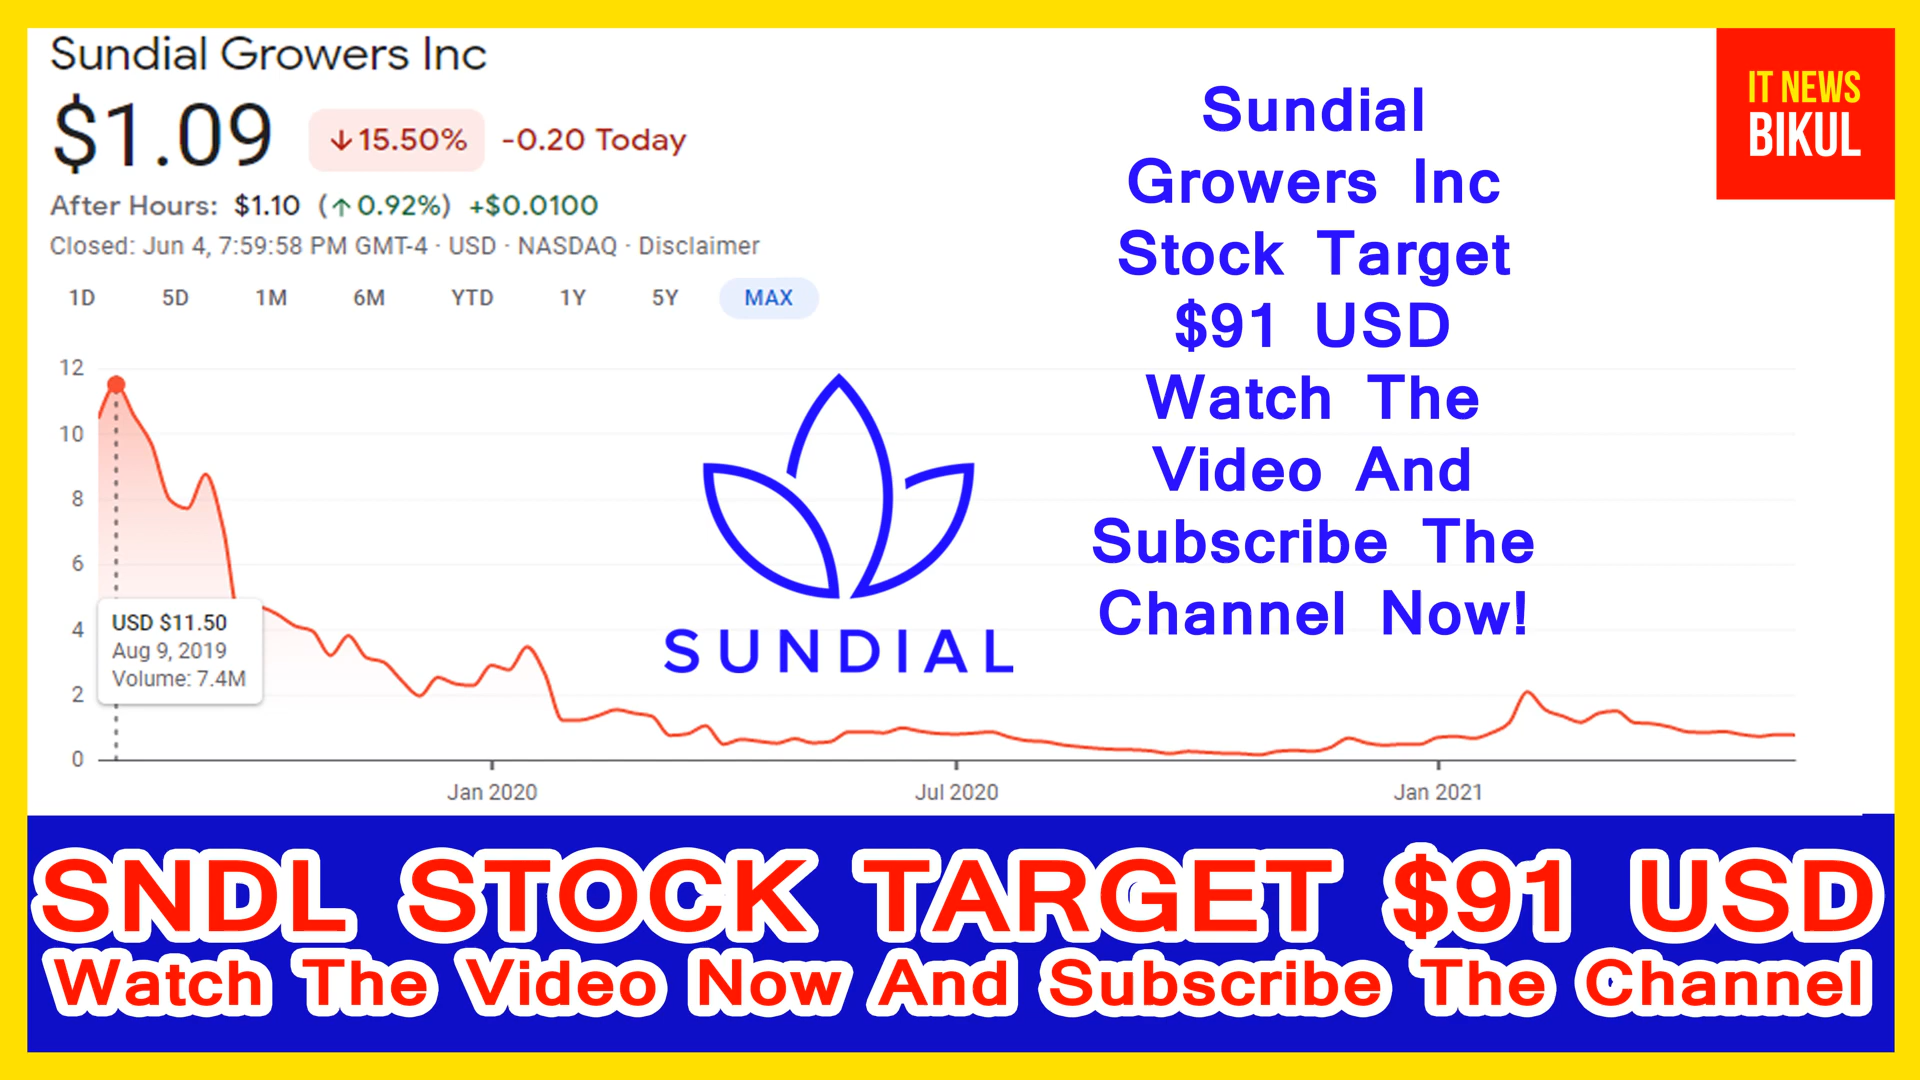 Sundial Growers Inc
$1.09 ↓15.50% -0.20 Today
After Hours: $1.10 (↑0.92%) +$0.0100
Closed: Jun 4, 7:59:58 PM GMT-4 · USD · NASDAQ · Disclaimer
1D 5D 1M 6M YTD 1Y 5Y MAX
12
10
8
6
4
2
0
USD $11.50
Aug 9, 2019
Volume: 7.4M
Jan 2020 Jul 2020 Jan 2021
SUNDIAL
Sundial
Growers Inc
Stock Target
$91 USD
Watch The
Video And
Subscribe The
Channel Now!
IT NEWS
BIKUL
SNDL STOCK TARGET $91 USD
Watch The Video Now And Subscribe The Channel